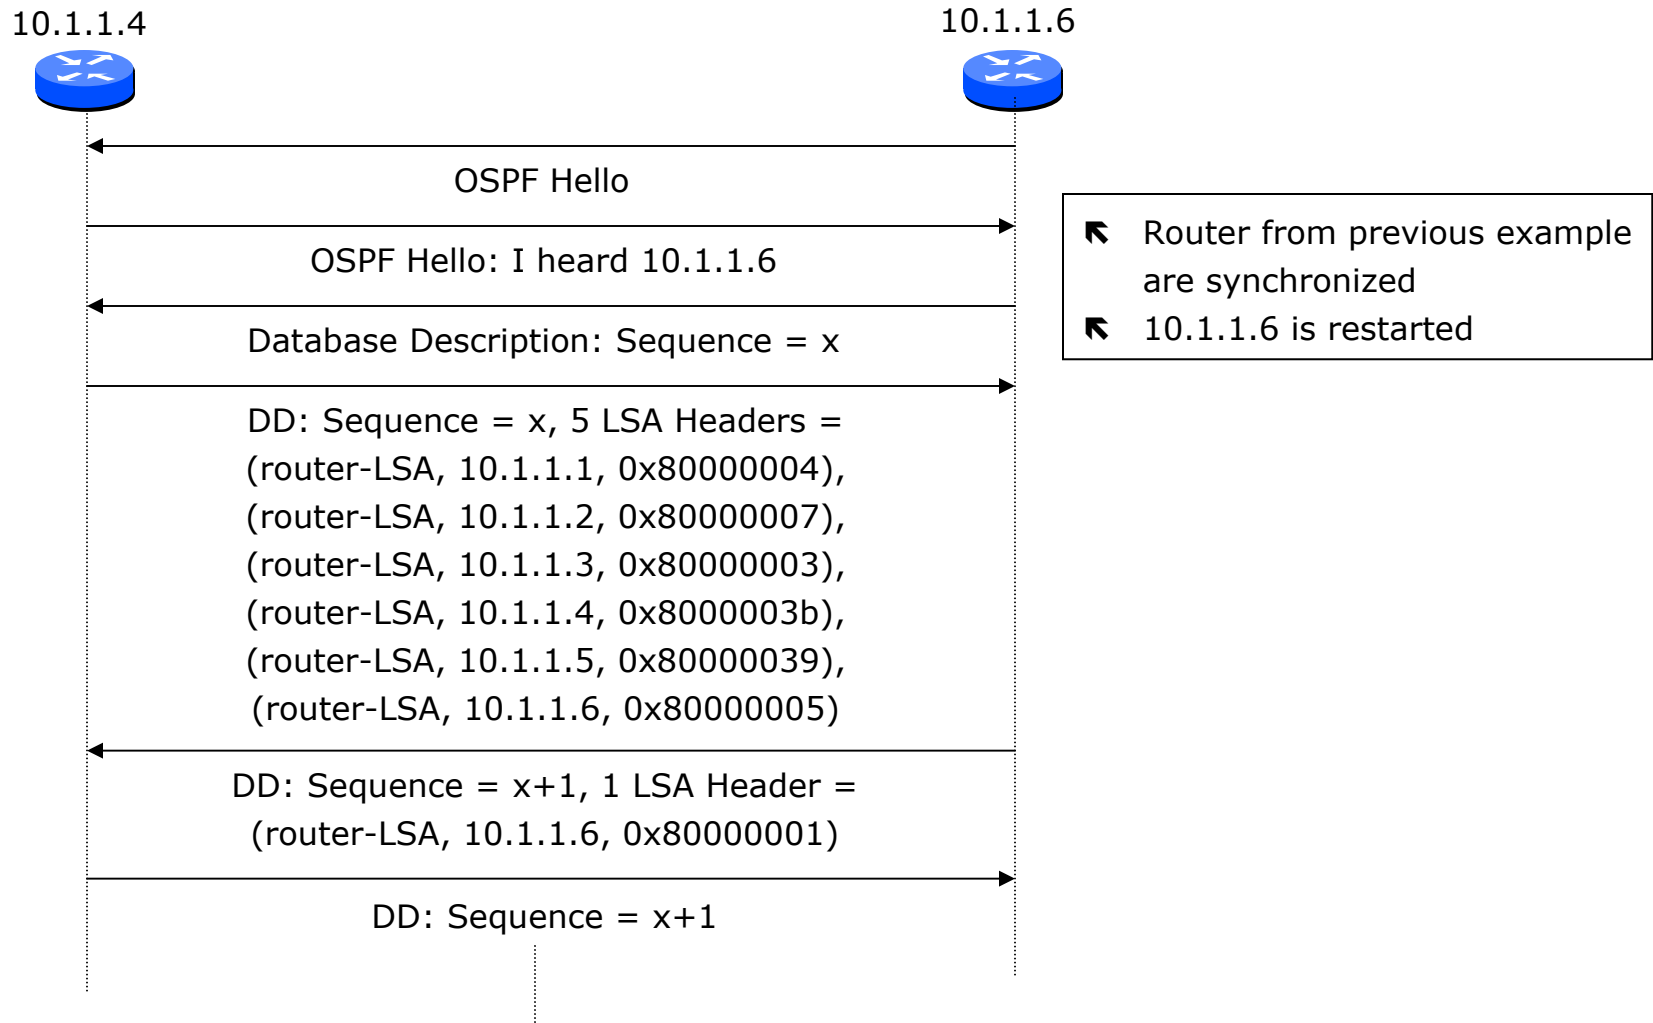 10.1.1.4
10.1.1.6
OSPF Hello
OSPF Hello: I heard 10.1.1.6
Router from previous example
are synchronized
10.1.1.6 is restarted
Database Description: Sequence = x
DD: Sequence = x, 5 LSA Headers =
(router-LSA, 10.1.1.1, 0x80000004),
(router-LSA, 10.1.1.2, 0x80000007),
(router-LSA, 10.1.1.3, 0x80000003),
(router-LSA, 10.1.1.4, 0x8000003b),
(router-LSA, 10.1.1.5, 0x80000039),
(router-LSA, 10.1.1.6, 0x80000005)
DD: Sequence = x+1, 1 LSA Header =
(router-LSA, 10.1.1.6, 0x80000001)
DD: Sequence = x+1